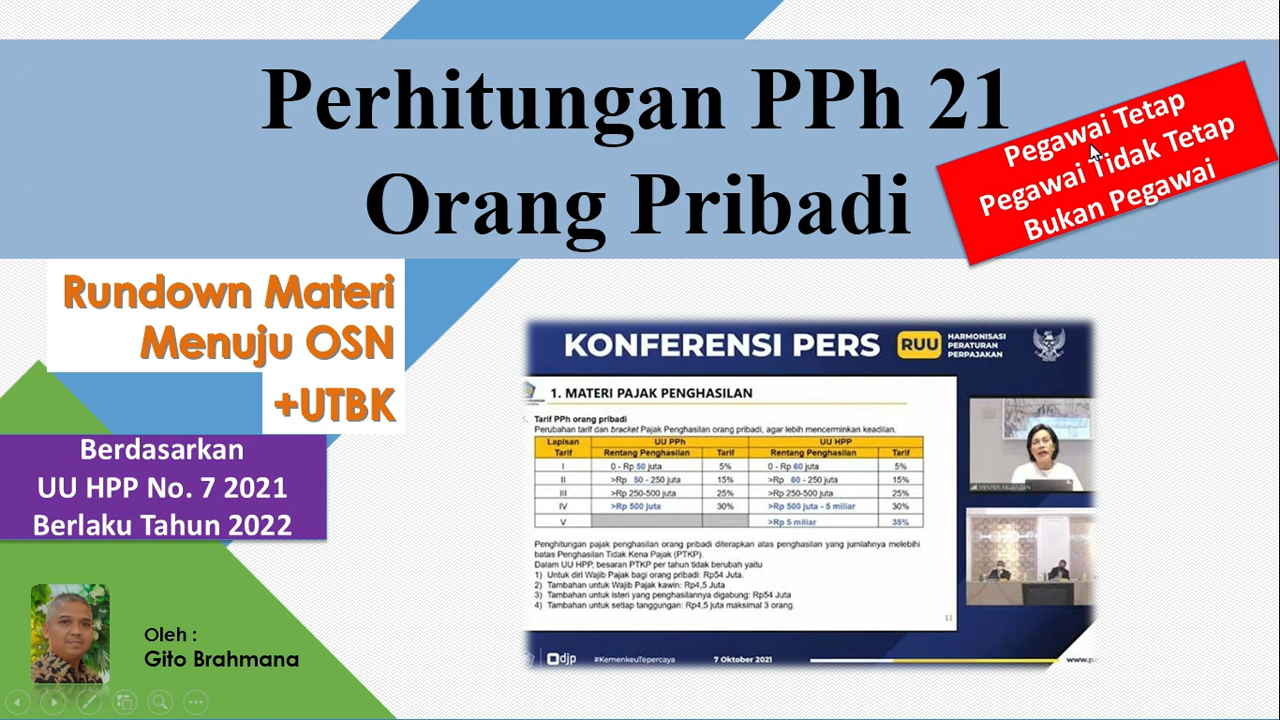 Perhitungan PPh 21
Orang Pribadi
Pegawai Tetap
Pegawai Tidak Tetap
Bukan Pegawai
Rundown Materi
Menuju OSN
+UTBK
Berdasarkan
UU HPP No. 7 2021
Berlaku Tahun 2022
Oleh :
Gito Brahmana
KONFERENSI PERS
RUU
HARMONISASI
PERATURAN
PERPAJAKAN
1. MATERI PAJAK PENGHASILAN
Tarif PPh orang pribadi
Perubahan tarif dan bracket Pajak Penghasilan orang pribadi, agar lebih mencerminkan keadilan.
Lapisan Tarif UU PPh UU HPP
Rentang Penghasilan Tarif Rentang Penghasilan Tarif
I 0 - Rp 50 juta 5% 0 - Rp 60 juta 5%
II >Rp 50 - 250 juta 15% >Rp 60 - 250 juta 15%
III >Rp 250-500 juta 25% >Rp 250-500 juta 25%
IV >Rp 500 juta 30% >Rp 500 juta - 5 miliar 30%
V >Rp 5 miliar 35%
Penghitungan pajak penghasilan orang pribadi diterapkan atas penghasilan yang jumlahnya melebihi
batas Penghasilan Tidak Kena Pajak (PTKP).
Dalam UU HPP, besaran PTKP per tahun tidak berubah yaitu
1) Untuk diri Wajib Pajak bagi orang pribadi: Rp54 Juta.
2) Tambahan untuk Wajib Pajak kawin: Rp4,5 Juta
3) Tambahan untuk isteri yang penghasilannya digabung: Rp54 Juta
4) Tambahan untuk setiap tanggungan: Rp4,5 juta maksimal 3 orang.
11
djp
#KemenkeuTepercaya
7 Oktober 2021